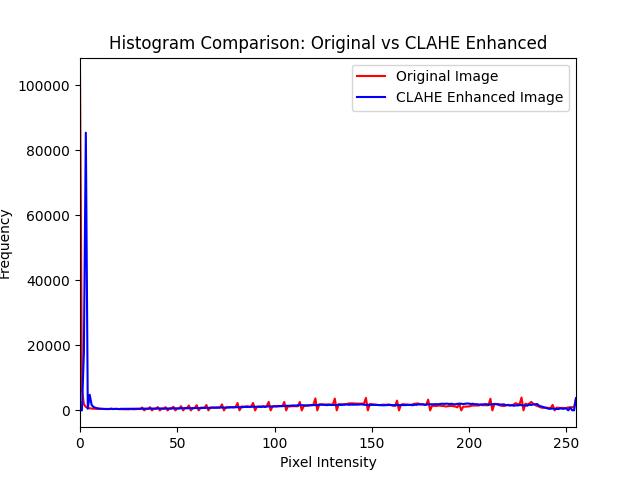 Histogram Comparison: Original vs CLAHE Enhanced
Original Image
CLAHE Enhanced Image
100000
80000
60000
40000
20000
0
Frequency
0 50 100 150 200 250
Pixel Intensity